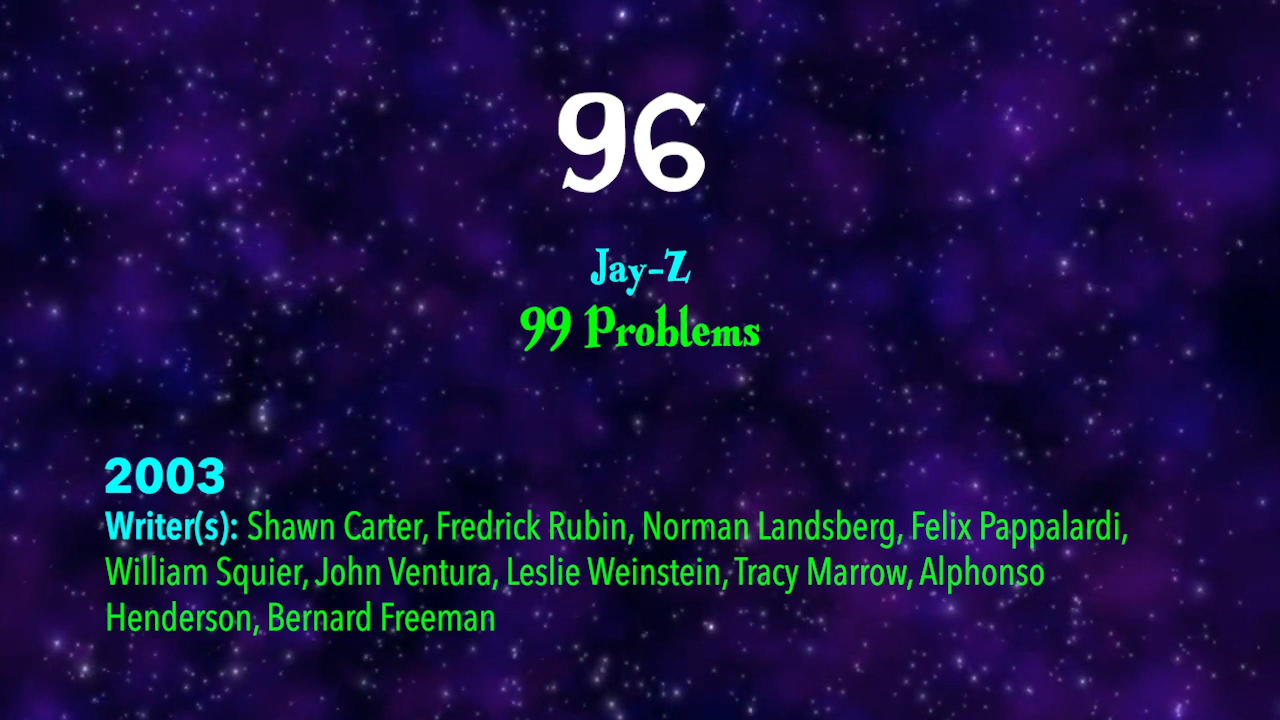 96
Jay-Z
99 Problems
2003
Writer(s): Shawn Carter, Fredrick Rubin, Norman Landsberg, Felix Pappalardi,
William Squier, John Ventura, Leslie Weinstein, Tracy Marrow, Alphonso
Henderson, Bernard Freeman